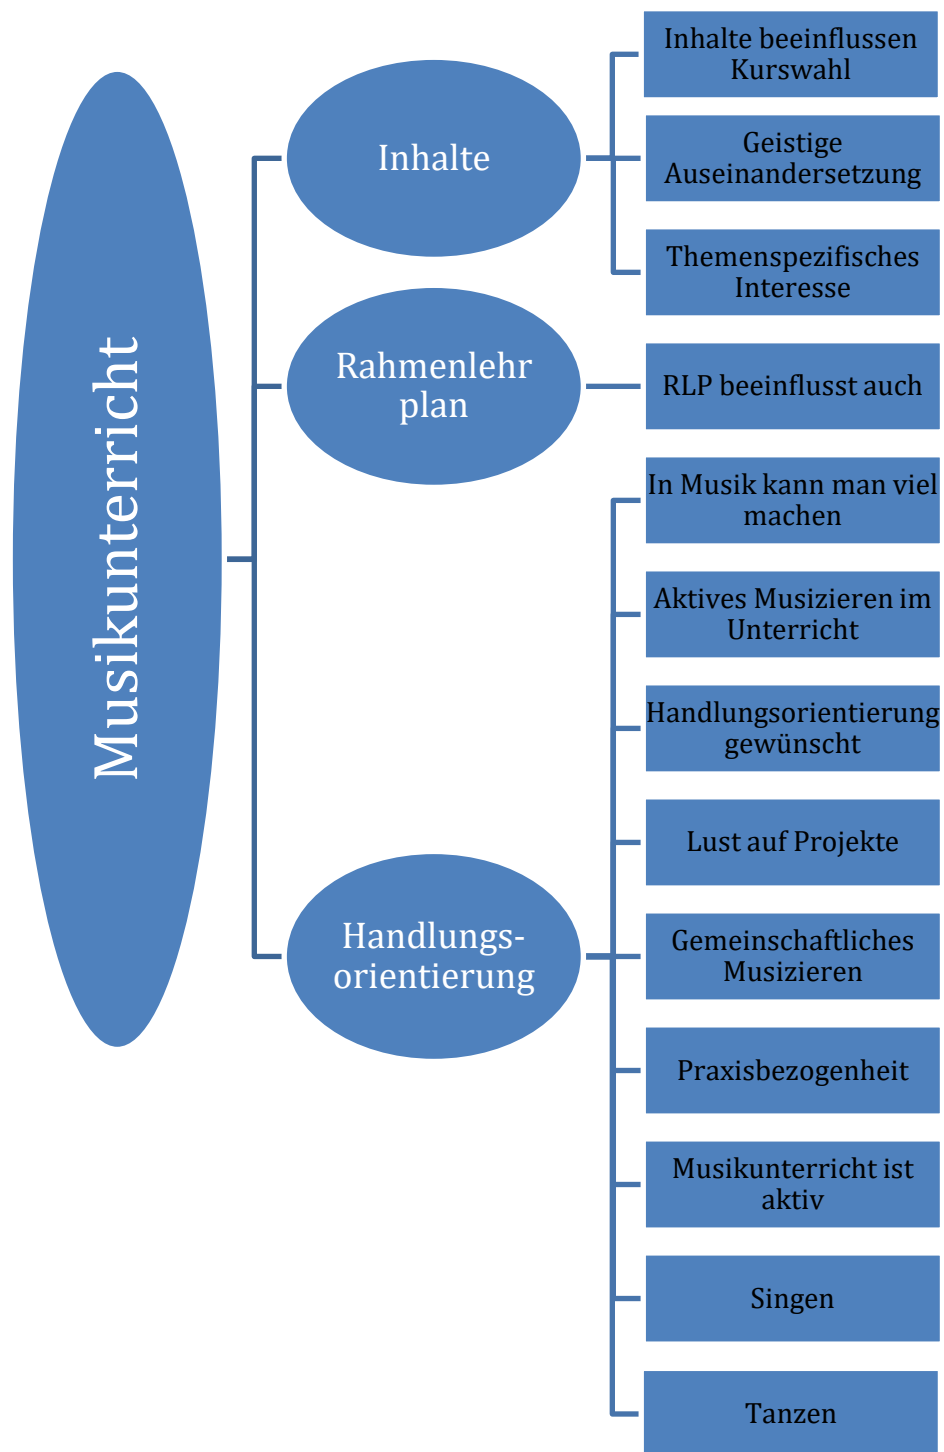 Musikunterricht
Inhalte
Inhalte beeinflussen
Kurswahl
Geistige
Auseinandersetzung
Themenspezifisches
Interesse
Rahmenlehr
plan
RLP beeinflusst auch
Handlungs-
orientierung
In Musik kann man viel
machen
Aktives Musizieren im
Unterricht
Handlungsorientierung
gewünscht
Lust auf Projekte
Gemeinschaftliches
Musizieren
Praxisbezogenheit
Musikunterricht ist
aktiv
Singen
Tanzen